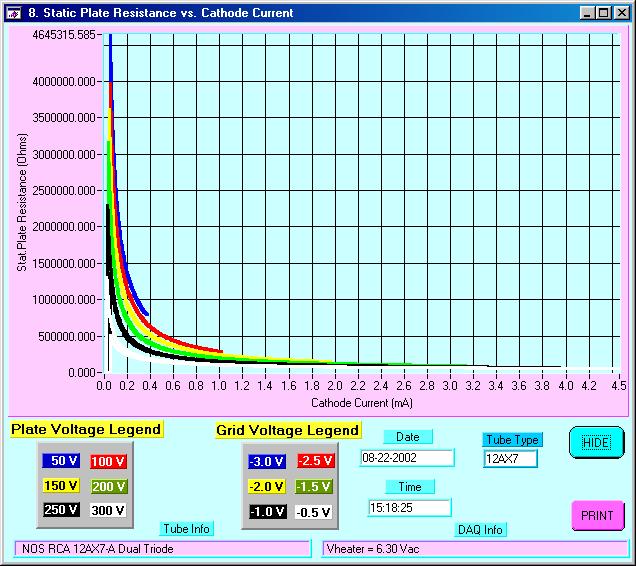 8. Static Plate Resistance vs. Cathode Current
4645315.585
4000000.000
3500000.000
3000000.000
2500000.000
2000000.000
1500000.000
1000000.000
500000.000
0.000
Stat.Plate Resistance (Ohms)
0.0 0.2 0.4 0.6 0.8 1.0 1.2 1.4 1.6 1.8 2.0 2.2 2.4 2.6 2.8 3.0 3.2 3.4 3.6 3.8 4.0 4.2 4.5
Cathode Current (mA)
Plate Voltage Legend
50 V 100 V
150 V 200 V
250 V 300 V
Grid Voltage Legend
-3.0 V -2.5 V
-2.0 V -1.5 V
-1.0 V -0.5 V
Date
08-22-2002
Time
15:18:25
Tube Type
12AX7
HIDE
PRINT
Tube Info
NOS RCA 12AX7-A Dual Triode
DAQ Info
Vheater = 6.30 Vac